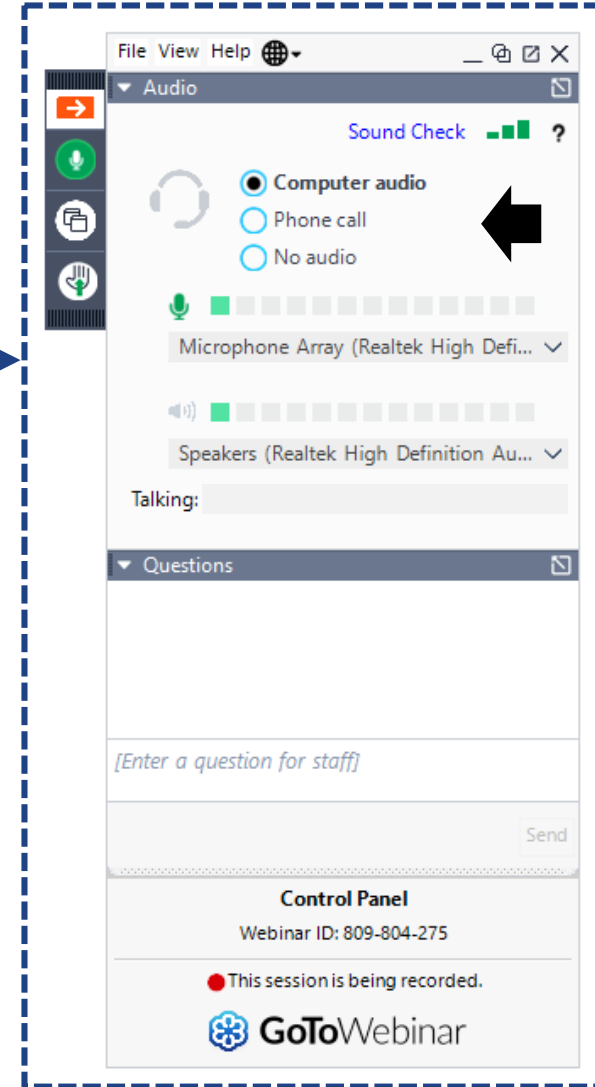 File View Help
Audio
Sound Check ?
Computer audio
Phone call
No audio
Microphone Array (Realtek High Defi...
Speakers (Realtek High Definition Au...
Talking:
Questions
[Enter a question for staff]
Send
Control Panel
Webinar ID: 809-804-275
This session is being recorded.
GoToWebinar